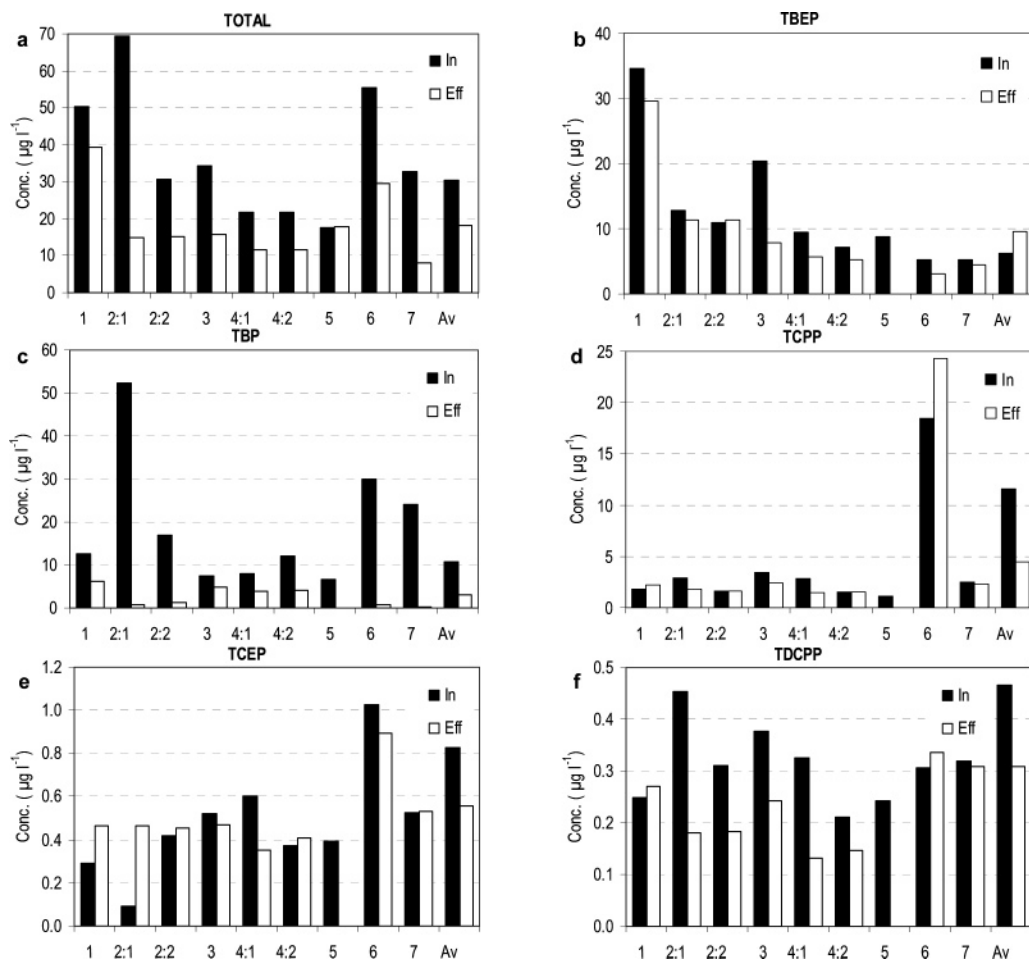 TOTAL
a
Conc. ( µg l⁻¹)
70
60
50
40
30
20
10
0
In
Eff
1 2:1 2:2 3 4:1 4:2 5 6 7 Av
TBEP
b
Conc. ( µg l⁻¹)
40
30
20
10
0
In
Eff
1 2:1 2:2 3 4:1 4:2 5 6 7 Av
TBP
c
Conc. ( µg l⁻¹)
60
50
40
30
20
10
0
In
Eff
1 2:1 2:2 3 4:1 4:2 5 6 7 Av
TCPP
d
Conc. ( µg l⁻¹)
25
20
15
10
5
0
In
Eff
1 2:1 2:2 3 4:1 4:2 5 6 7 Av
TCEP
e
Conc. ( µg l⁻¹)
1.2
1.0
0.8
0.6
0.4
0.2
0.0
In
Eff
1 2:1 2:2 3 4:1 4:2 5 6 7 Av
TDCPP
f
Conc. ( µg l⁻¹)
0.5
0.4
0.3
0.2
0.1
0.0
In
Eff
1 2:1 2:2 3 4:1 4:2 5 6 7 Av